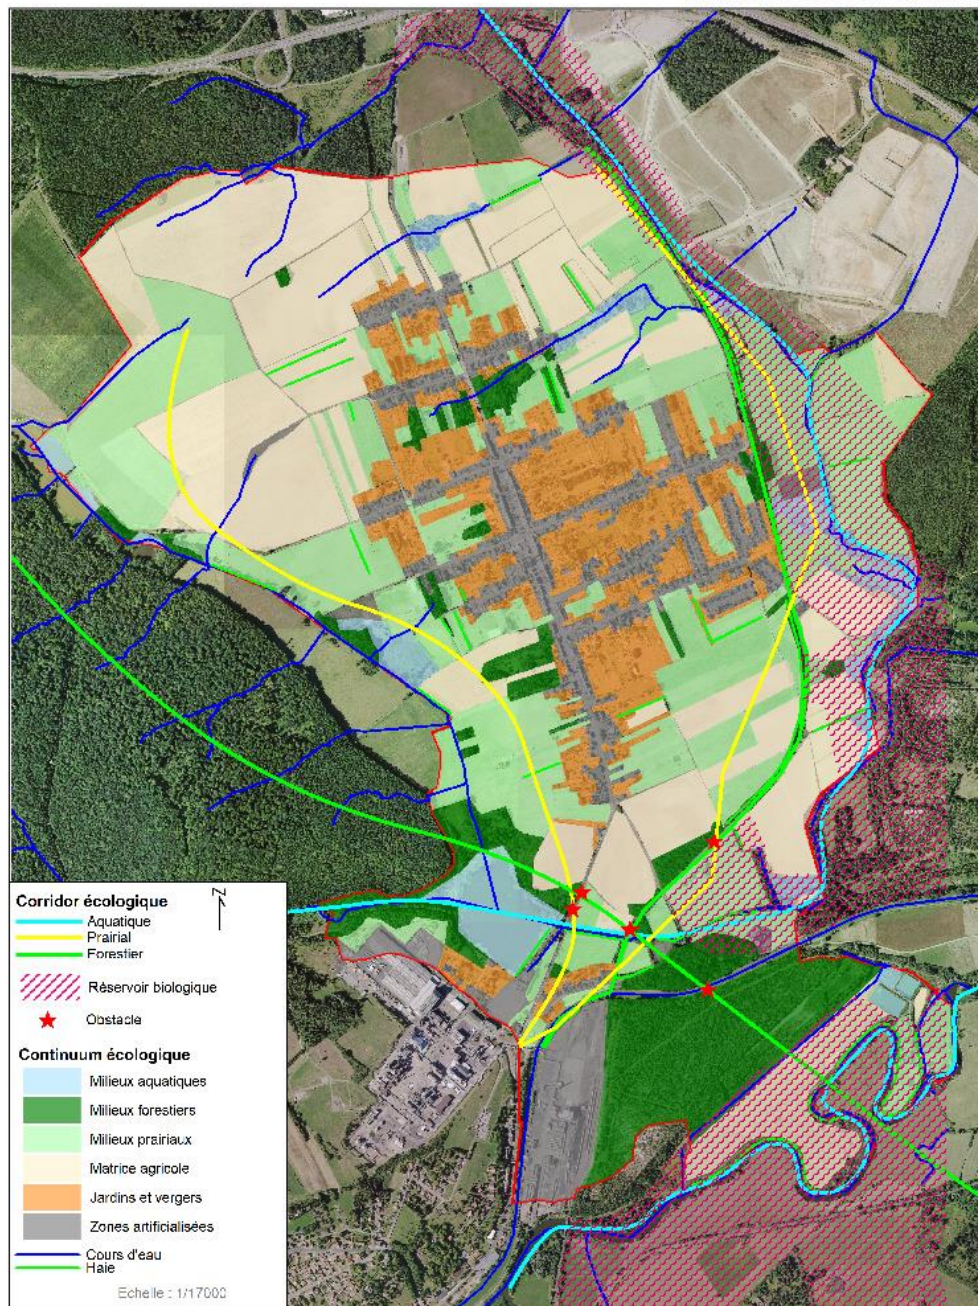 Corridor écologique
Aquatique
Prairial
Forestier
Réservoir biologique
Obstacle
Continuum écologique
Milieux aquatiques
Milieux forestiers
Milieux prairiaux
Matrice agricole
Jardins et vergers
Zones artificialisées
Cours d'eau
Haie
Echelle : 1/17000
N